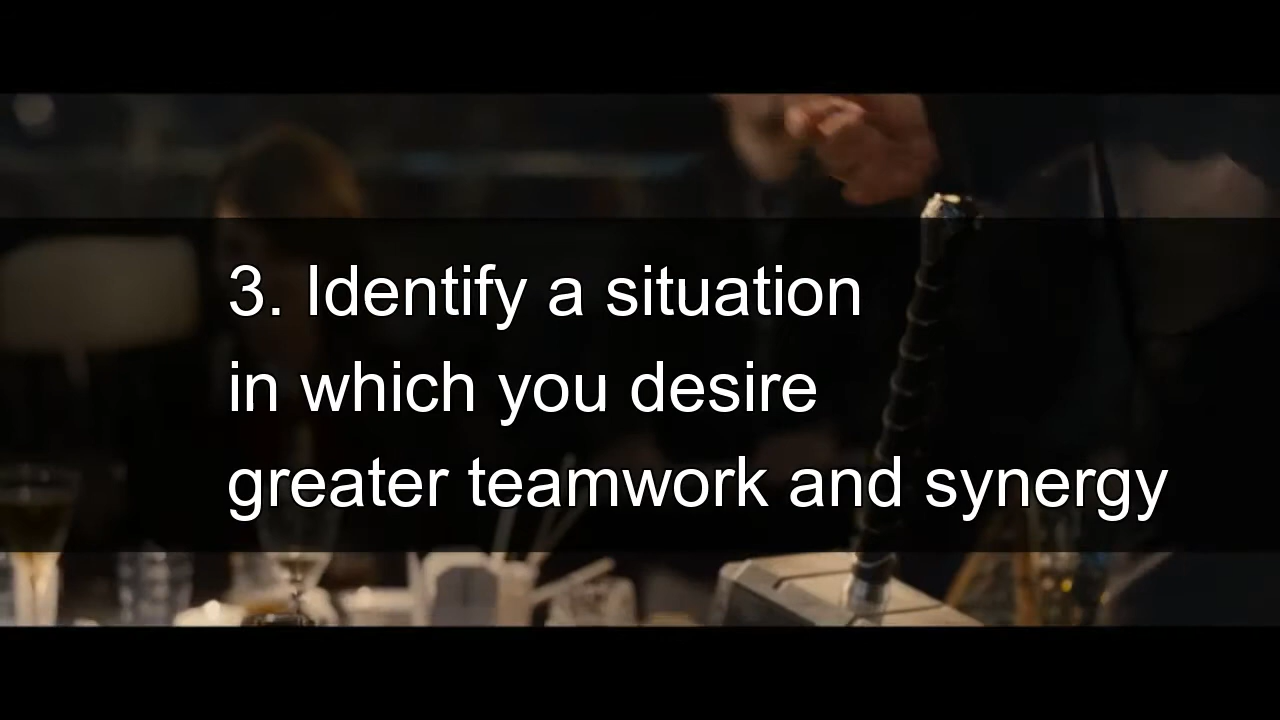 3. Identify a situation
in which you desire
greater teamwork and synergy